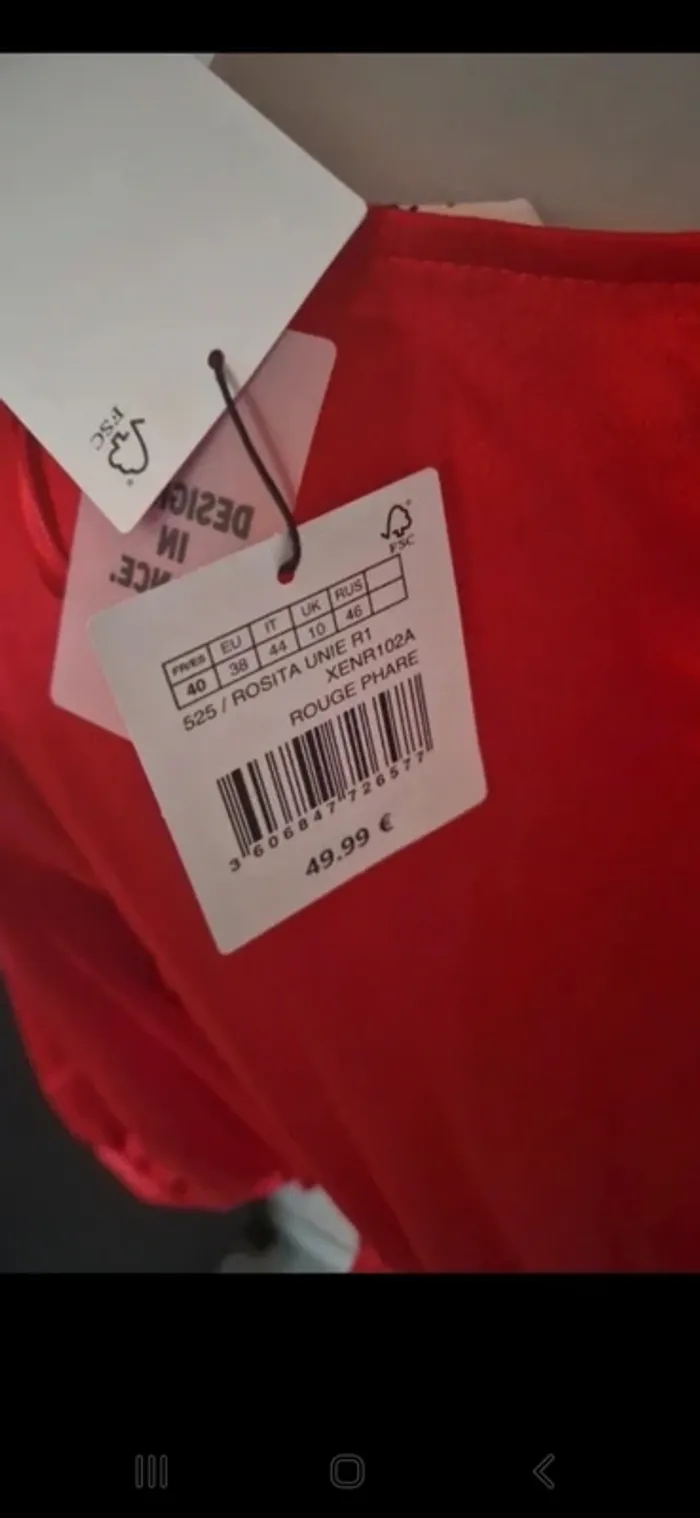 FSC
DESIGN
IN
NCE.
FSC
FR/ES EU IT UK RUS
40 38 44 10 46
525 / ROSITA UNIE R1
XENR102A
ROUGE PHARE
3 606847 726577
49.99 €